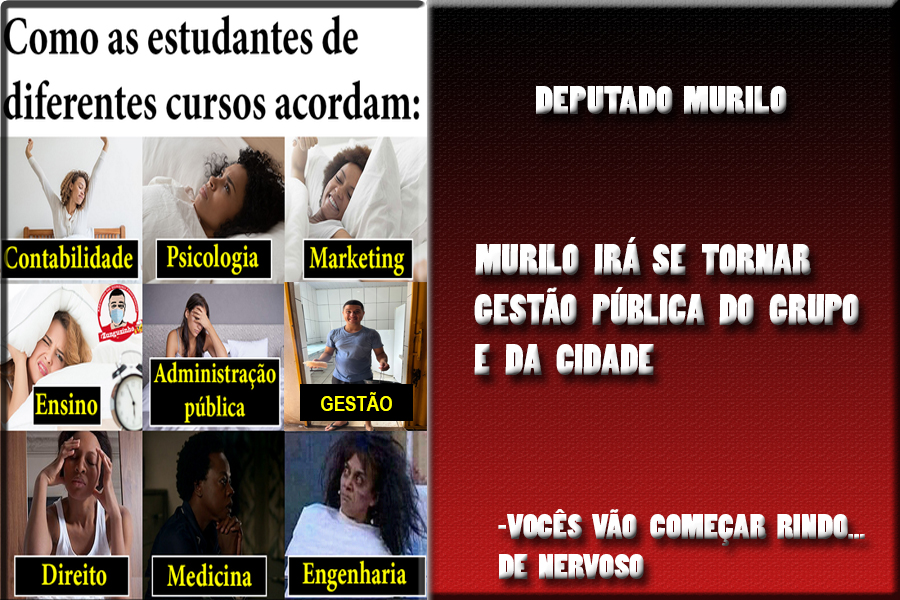 Como as estudantes de
diferentes cursos acordam:
Contabilidade
Psicologia
Marketing
Ensino
Administração
pública
GESTÃO
Direito
Medicina
Engenharia
DEPUTADO MURILO
MURILO IRÁ SE TORNAR
GESTÃO PÚBLICA DO GRUPO
E DA CIDADE
-VOCÊS VÃO COMEÇAR RINDO...
DE NERVOSO